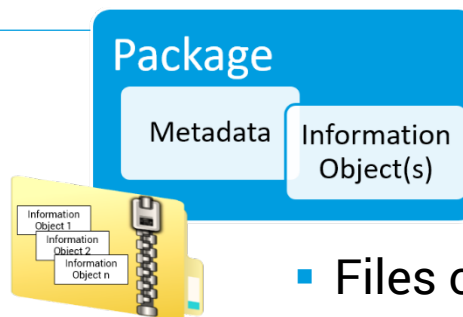 Package
Metadata
Information
Object(s)
Information
Object 1
Information
Object 2
Information
Object n
Files